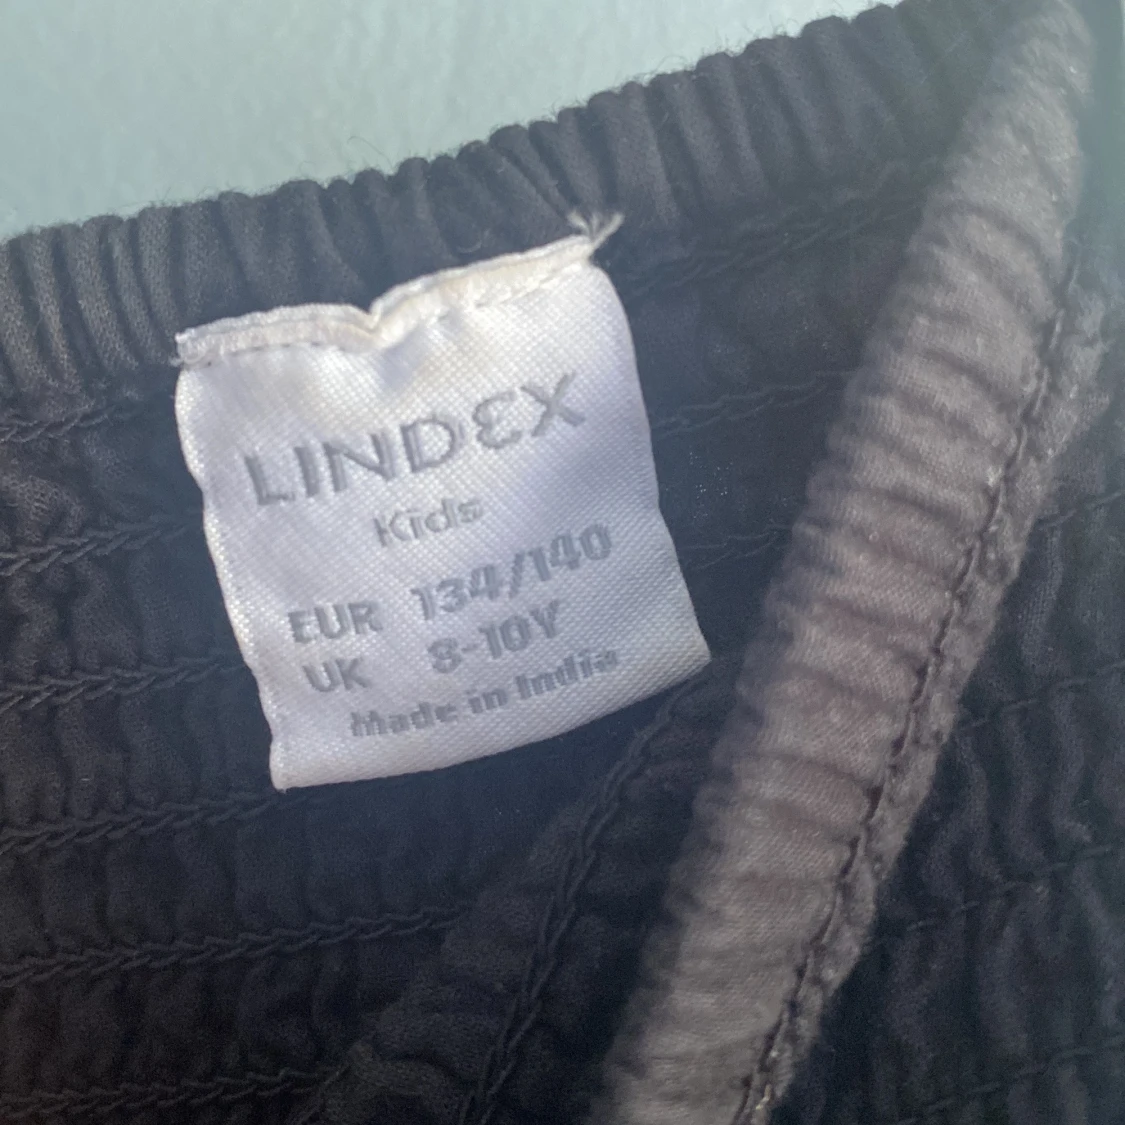 LINDEX
Kids
EUR 134/140
UK 8-10Y
Made in India